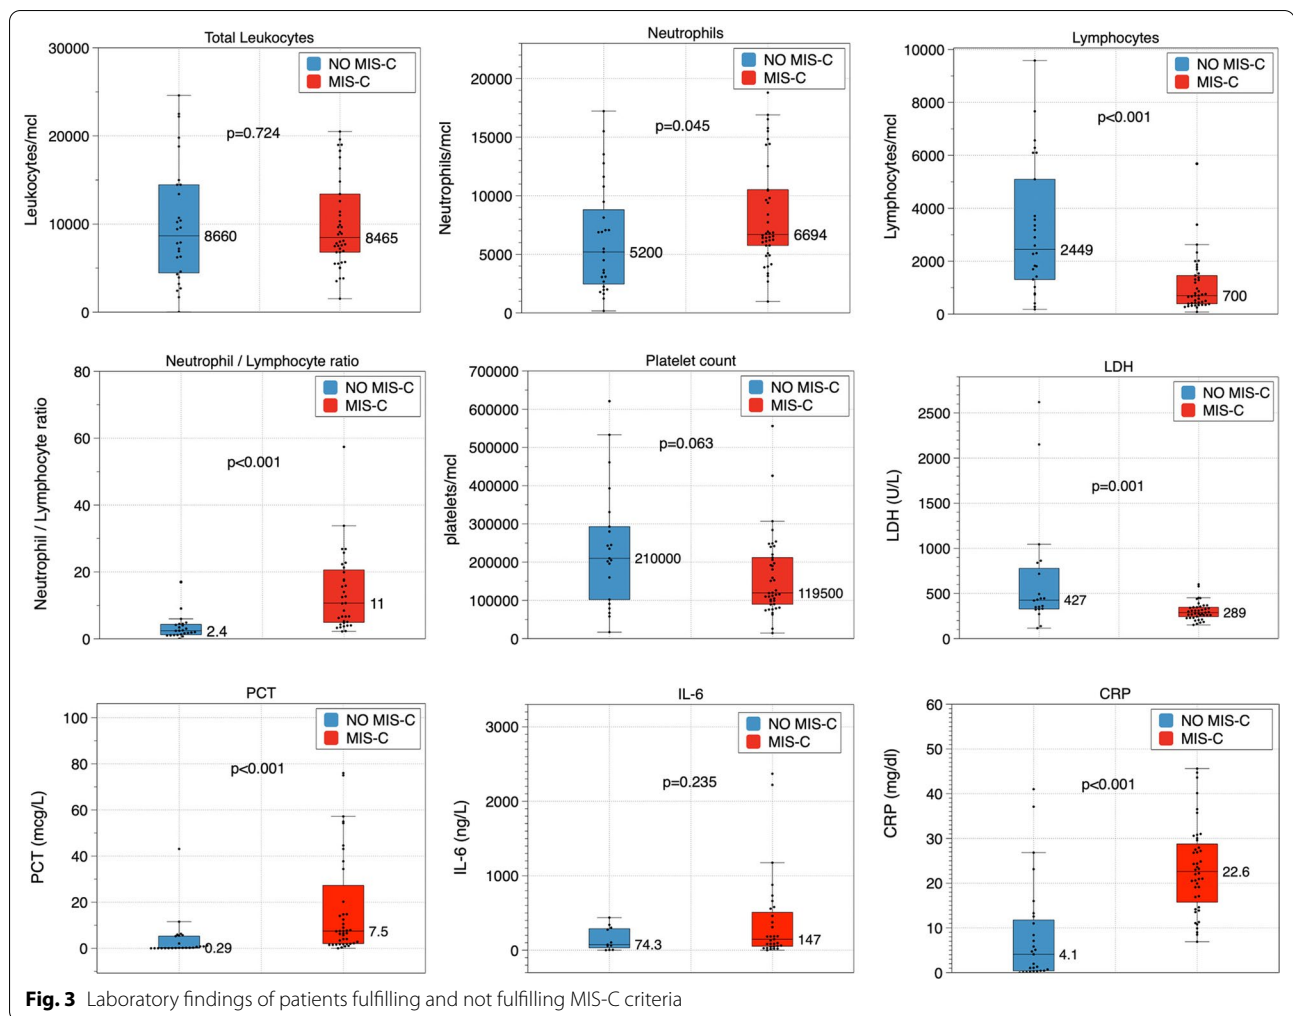 Total Leukocytes
Leukocytes/mcl
30000
20000
10000
0
NO MIS-C
MIS-C
p=0.724
8660
8465
Neutrophils
Neutrophils/mcl
20000
15000
10000
5000
0
NO MIS-C
MIS-C
p=0.045
5200
6694
Lymphocytes
Lymphocytes/mcl
10000
8000
6000
4000
2000
0
NO MIS-C
MIS-C
p<0.001
2449
700
Neutrophil / Lymphocyte ratio
Neutrophil / Lymphocyte ratio
80
60
40
20
0
NO MIS-C
MIS-C
p<0.001
2.4
11
Platelet count
platelets/mcl
700000
600000
500000
400000
300000
200000
100000
0
NO MIS-C
MIS-C
p=0.063
210000
119500
LDH
LDH (U/L)
2500
2000
1500
1000
500
0
NO MIS-C
MIS-C
p=0.001
427
289
PCT
PCT (mcg/L)
100
80
60
40
20
0
NO MIS-C
MIS-C
p<0.001
0.29
7.5
IL-6
IL-6 (ng/L)
3000
2000
1000
0
NO MIS-C
MIS-C
p=0.235
74.3
147
CRP
CRP (mg/dl)
60
50
40
30
20
10
0
NO MIS-C
MIS-C
p<0.001
4.1
22.6
Fig. 3 Laboratory findings of patients fulfilling and not fulfilling MIS-C criteria